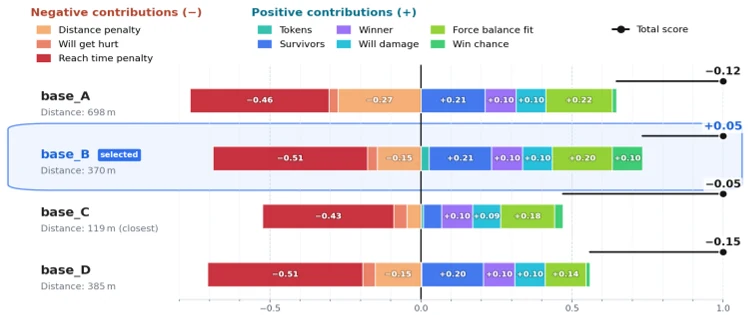 Negative contributions (−)
Distance penalty
Will get hurt
Reach time penalty
Positive contributions (+)
Tokens
Survivors
Winner
Will damage
Force balance fit
Win chance
Total score
base_A
Distance: 698 m
−0.46 −0.27 +0.21 +0.10 +0.10 +0.22 −0.12
base_B selected
Distance: 370 m
−0.51 −0.15 +0.21 +0.10 +0.10 +0.20 +0.10 +0.05
base_C
Distance: 119 m (closest)
−0.43 +0.10 +0.09 +0.18 −0.05
base_D
Distance: 385 m
−0.51 −0.15 +0.20 +0.10 +0.10 +0.14 −0.15
−0.5 0.0 0.5 1.0